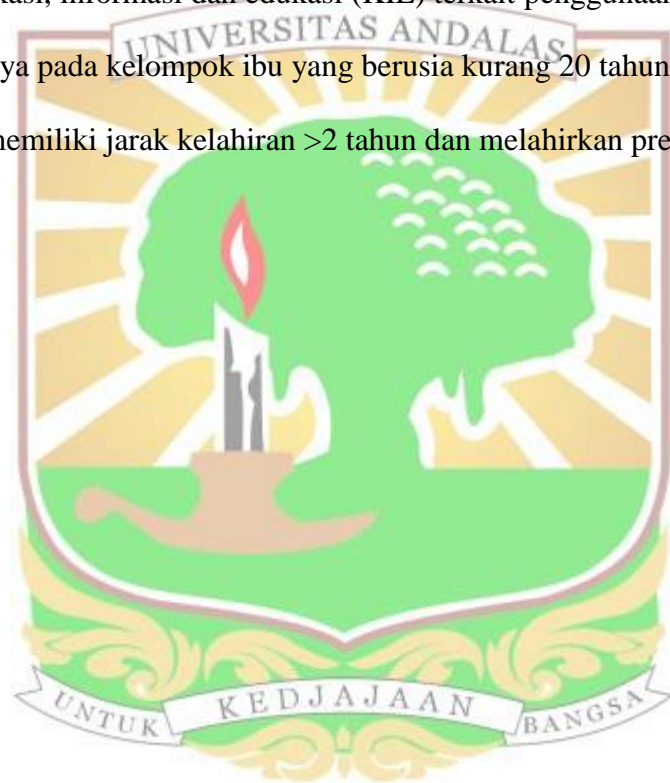 kasi, informasi dan edukasi (KIE) terkait penggunaan
UNIVERSITAS ANDALAS
ya pada kelompok ibu yang berusia kurang 20 tahun
memiliki jarak kelahiran >2 tahun dan melahirkan pre
UNTUK KEDJAJAAN BANGSA